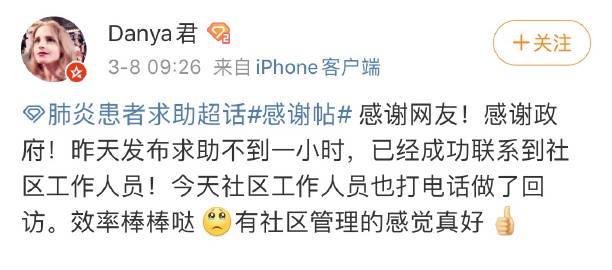 Danya君
3-8 09:26 来自 iPhone客户端
+关注
肺炎患者求助超话#感谢帖# 感谢网友！感谢政
府！昨天发布求助不到一小时，已经成功联系到社
区工作人员！今天社区工作人员也打电话做了回
访。效率棒棒哒🥺有社区管理的感觉真好👍